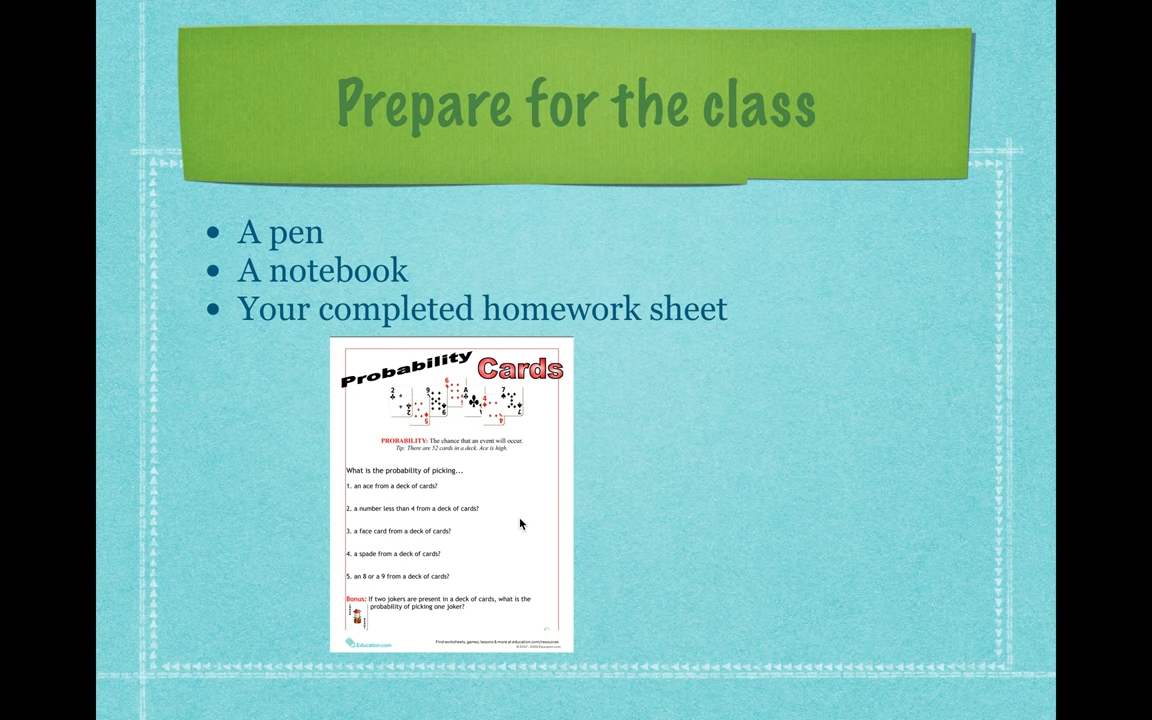 Prepare for the class
• A pen
• A notebook
• Your completed homework sheet
Probability Cards
PROBABILITY: The chance that an event will occur.
Tip: There are 52 cards in a deck. Ace is high.
What is the probability of picking...
1. an ace from a deck of cards?
2. a number less than 4 from a deck of cards?
3. a face card from a deck of cards?
4. a spade from a deck of cards?
5. an 8 or a 9 from a deck of cards?
Bonus: If two jokers are present in a deck of cards, what is the
probability of picking one joker?
Education.com
Find worksheets, games, lessons & more at education.com/resources
© 2007 - 2020 Education.com